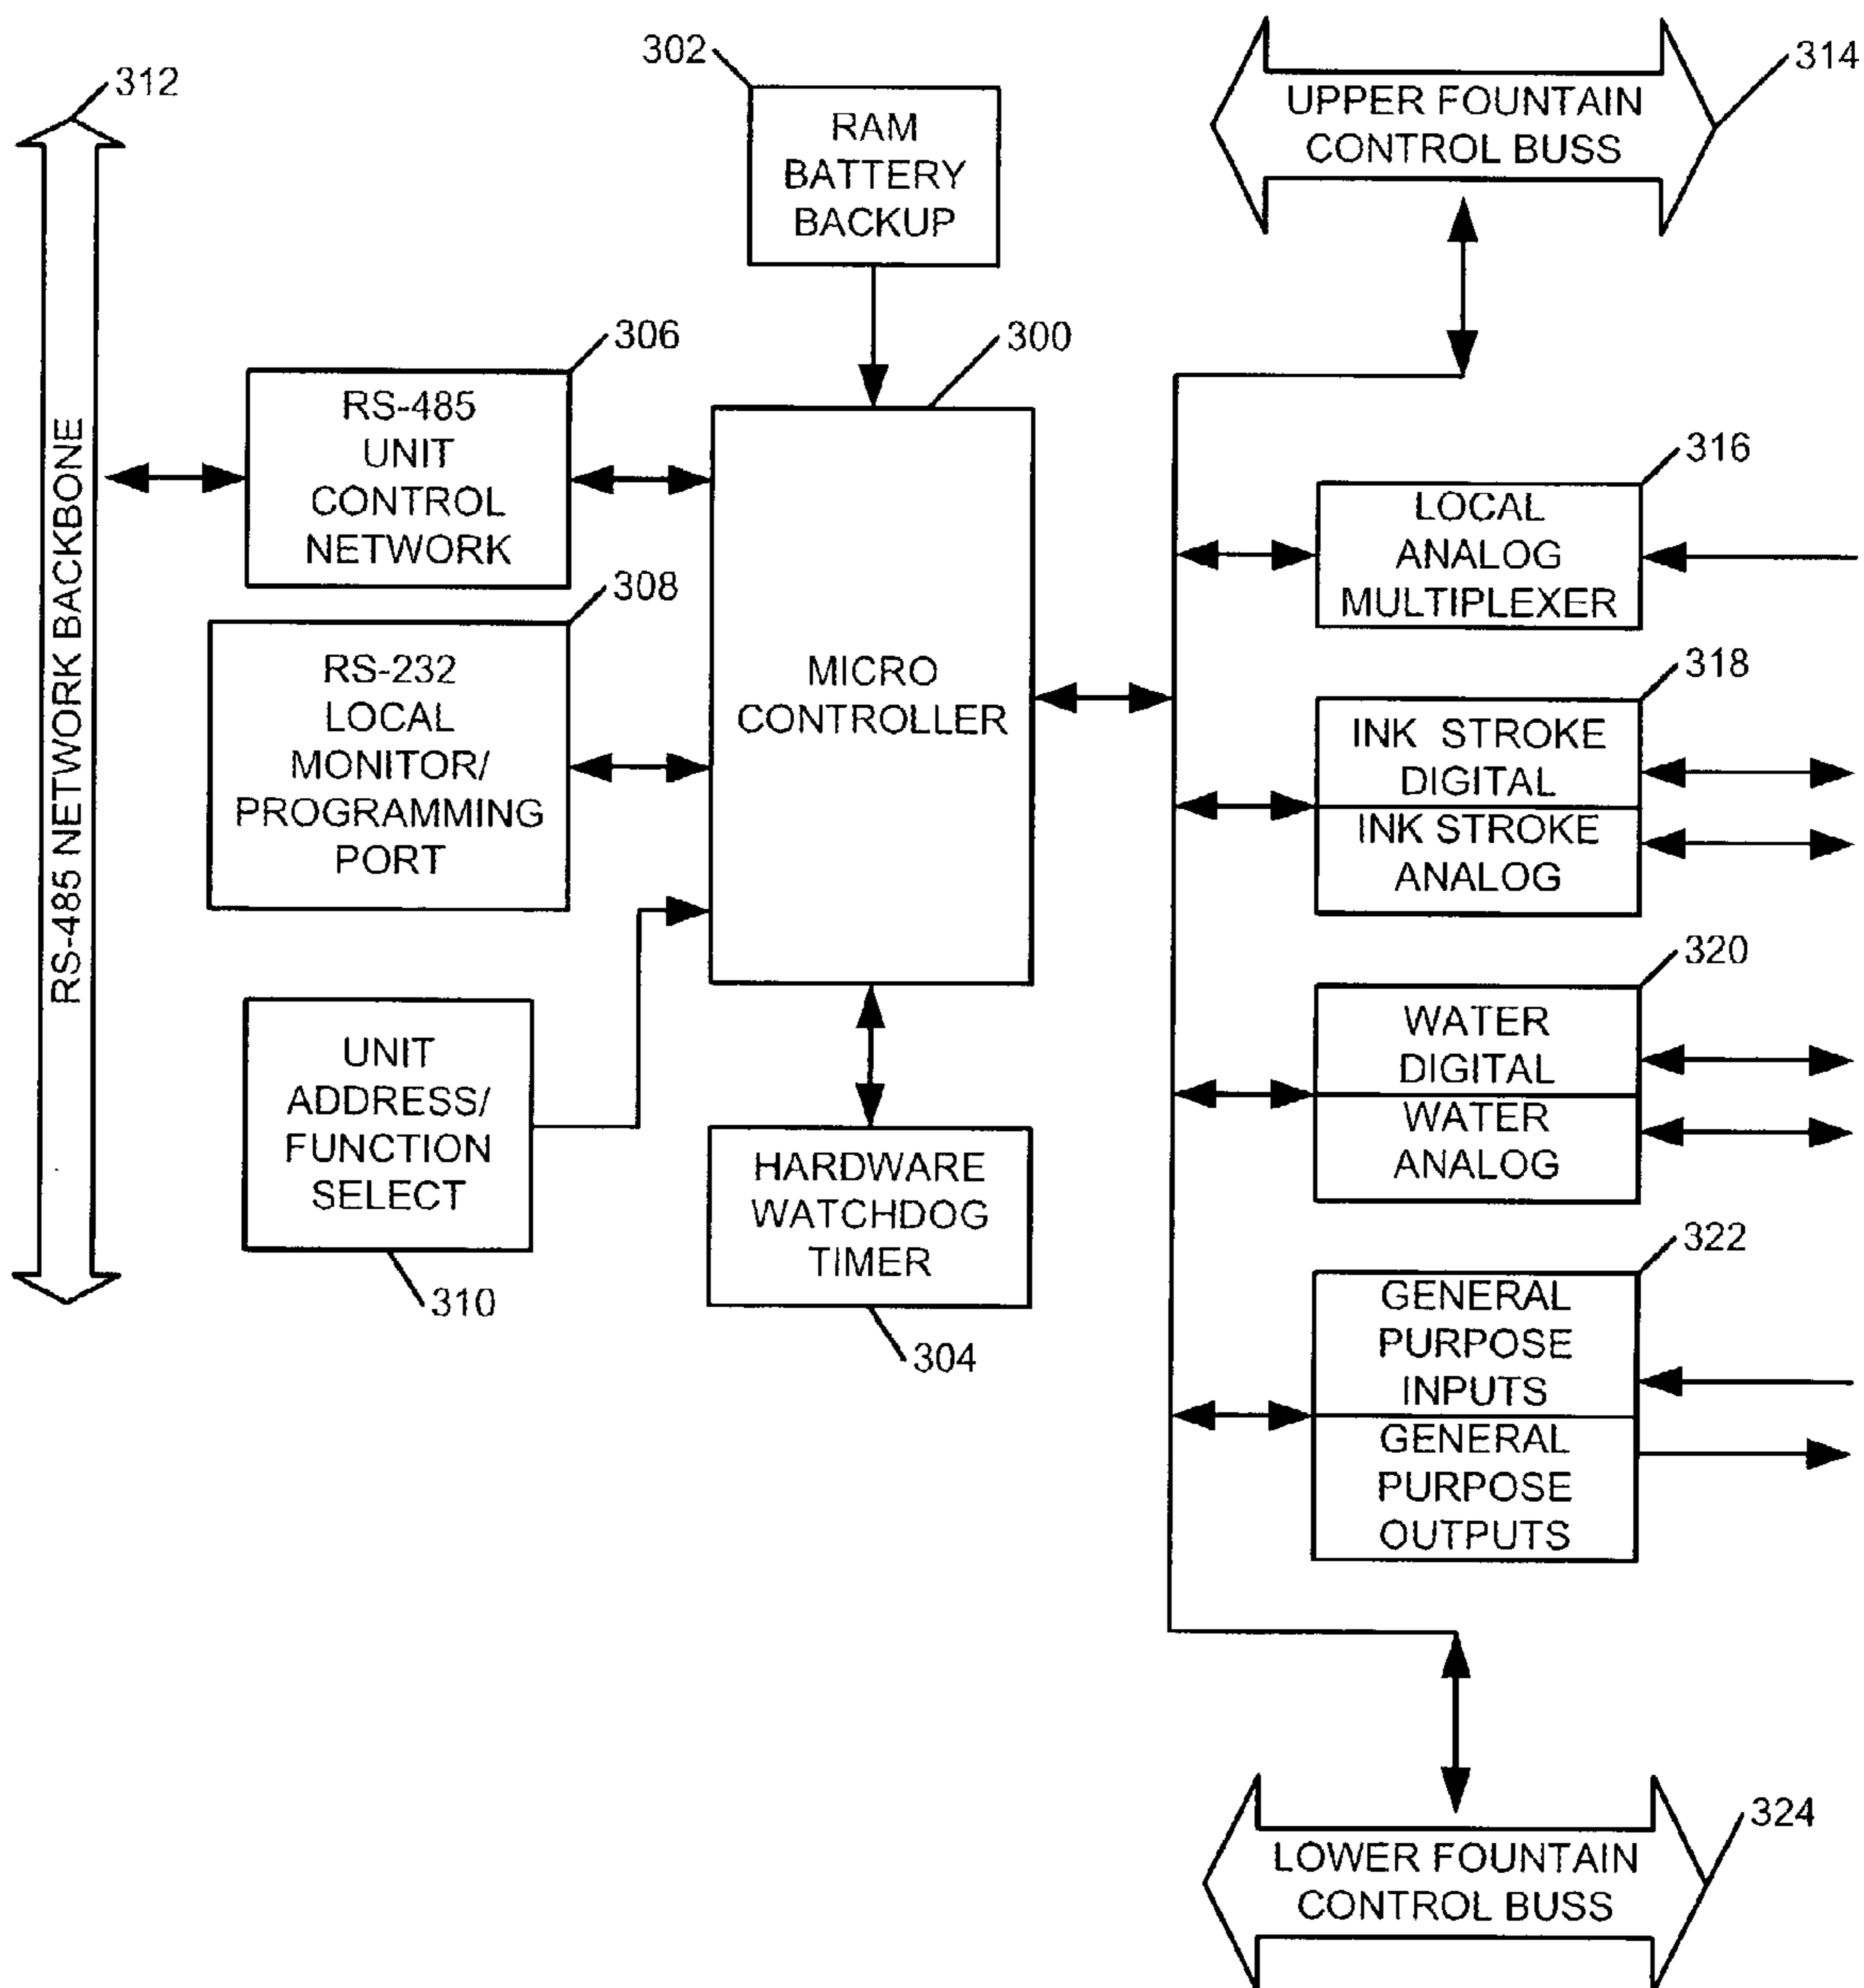 312
RS-485 NETWORK BACKBONE
302
RAM
BATTERY
BACKUP
314
UPPER FOUNTAIN
CONTROL BUSS
306
RS-485
UNIT
CONTROL
NETWORK
300
MICRO
CONTROLLER
308
RS-232
LOCAL
MONITOR/
PROGRAMMING
PORT
UNIT
ADDRESS/
FUNCTION
SELECT
310
HARDWARE
WATCHDOG
TIMER
304
316
LOCAL
ANALOG
MULTIPLEXER
318
INK STROKE
DIGITAL
INK STROKE
ANALOG
320
WATER
DIGITAL
WATER
ANALOG
322
GENERAL
PURPOSE
INPUTS
GENERAL
PURPOSE
OUTPUTS
324
LOWER FOUNTAIN
CONTROL BUSS